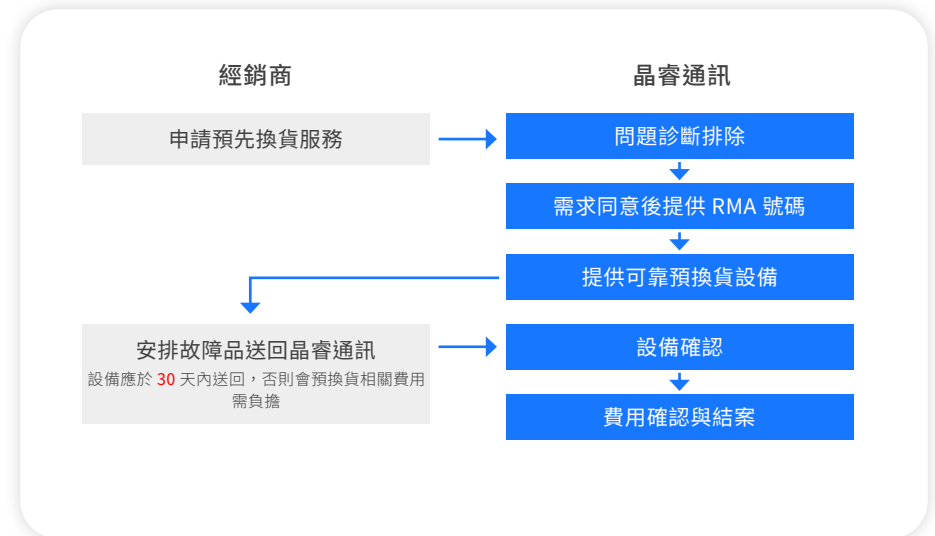 經銷商
晶睿通訊
申請預先換貨服務
問題診斷排除
需求同意後提供 RMA 號碼
提供可靠預換貨設備
安排故障品送回晶睿通訊
設備應於 30 天內送回，否則會預換貨相關費用
需負擔
設備確認
費用確認與結案